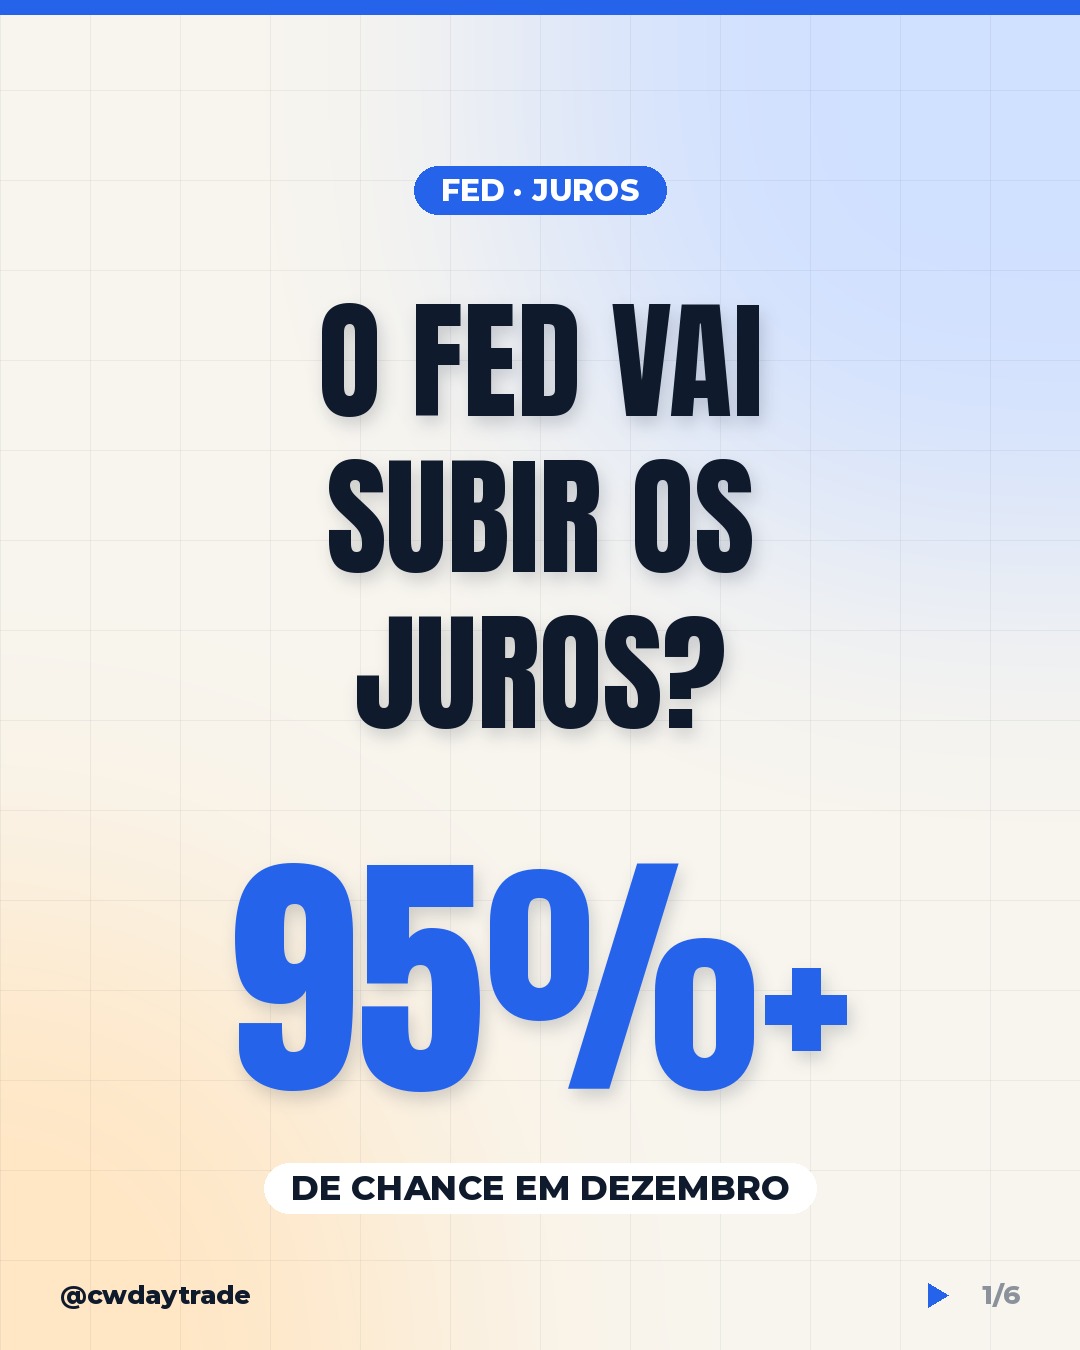 FED · JUROS
O FED VAI
SUBIR OS
JUROS?
95%+
DE CHANCE EM DEZEMBRO
@cwdaytrade
1/6